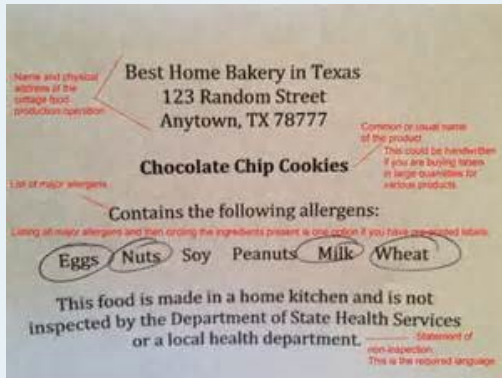 Best Home Bakery in Texas
123 Random Street
Anytown, TX 78777
Name and physical
address of the
cottage food
production operation
Common or usual name
of the product
This could be handwritten
if you are buying labels
in large quantities for
various products.
Chocolate Chip Cookies
List of major allergens
Contains the following allergens:
Listing all major allergens and then circling the ingredients present is one option if you have pre-printed labels.
Eggs Nuts Soy Peanuts Milk Wheat
This food is made in a home kitchen and is not
inspected by the Department of State Health Services
or a local health department.
Statement of
non-inspection.
This is the required language